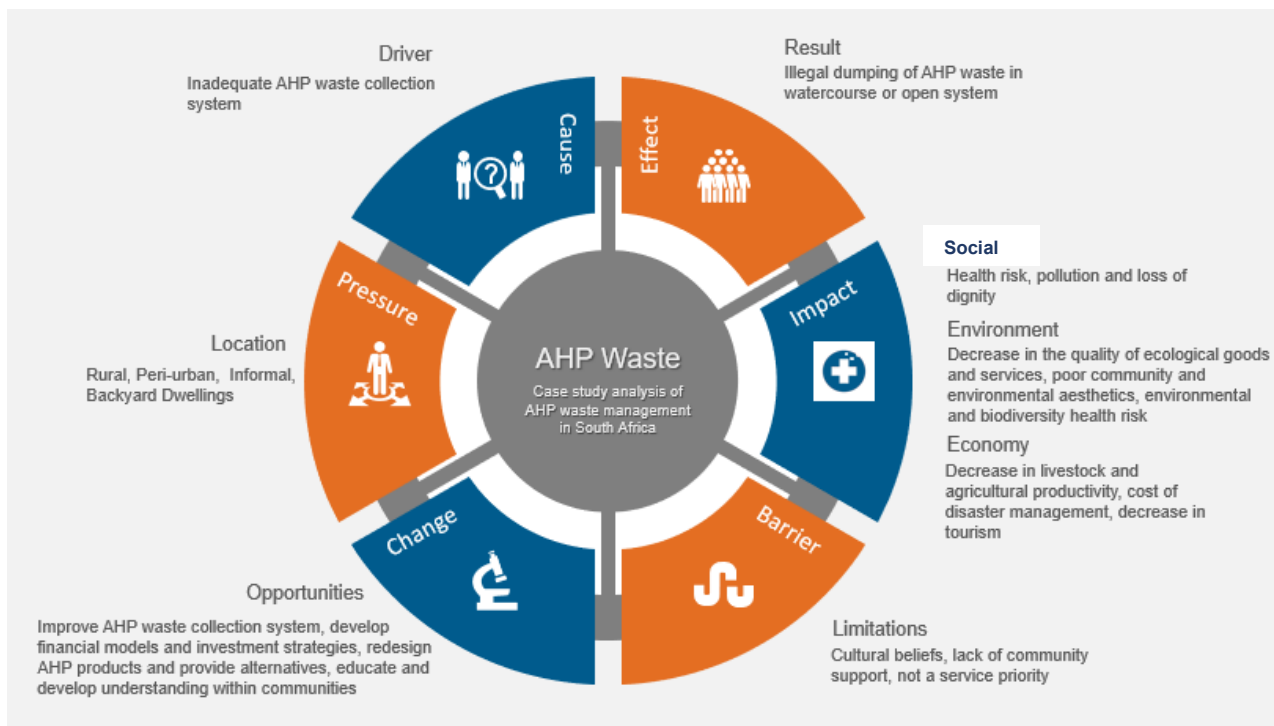 Driver
Inadequate AHP waste collection
system
Cause
Result
Illegal dumping of AHP waste in
watercourse or open system
Effect
Social
Health risk, pollution and loss of
dignity
Impact
Environment
Decrease in the quality of ecological goods
and services, poor community and
environmental aesthetics, environmental
and biodiversity health risk
Economy
Decrease in livestock and
agricultural productivity, cost of
disaster management, decrease in
tourism
Barrier
Limitations
Cultural beliefs, lack of community
support, not a service priority
Change
Opportunities
Improve AHP waste collection system, develop
financial models and investment strategies, redesign
AHP products and provide alternatives, educate and
develop understanding within communities
Pressure
Location
Rural, Peri-urban, Informal,
Backyard Dwellings
AHP Waste
Case study analysis of
AHP waste management
in South Africa
?